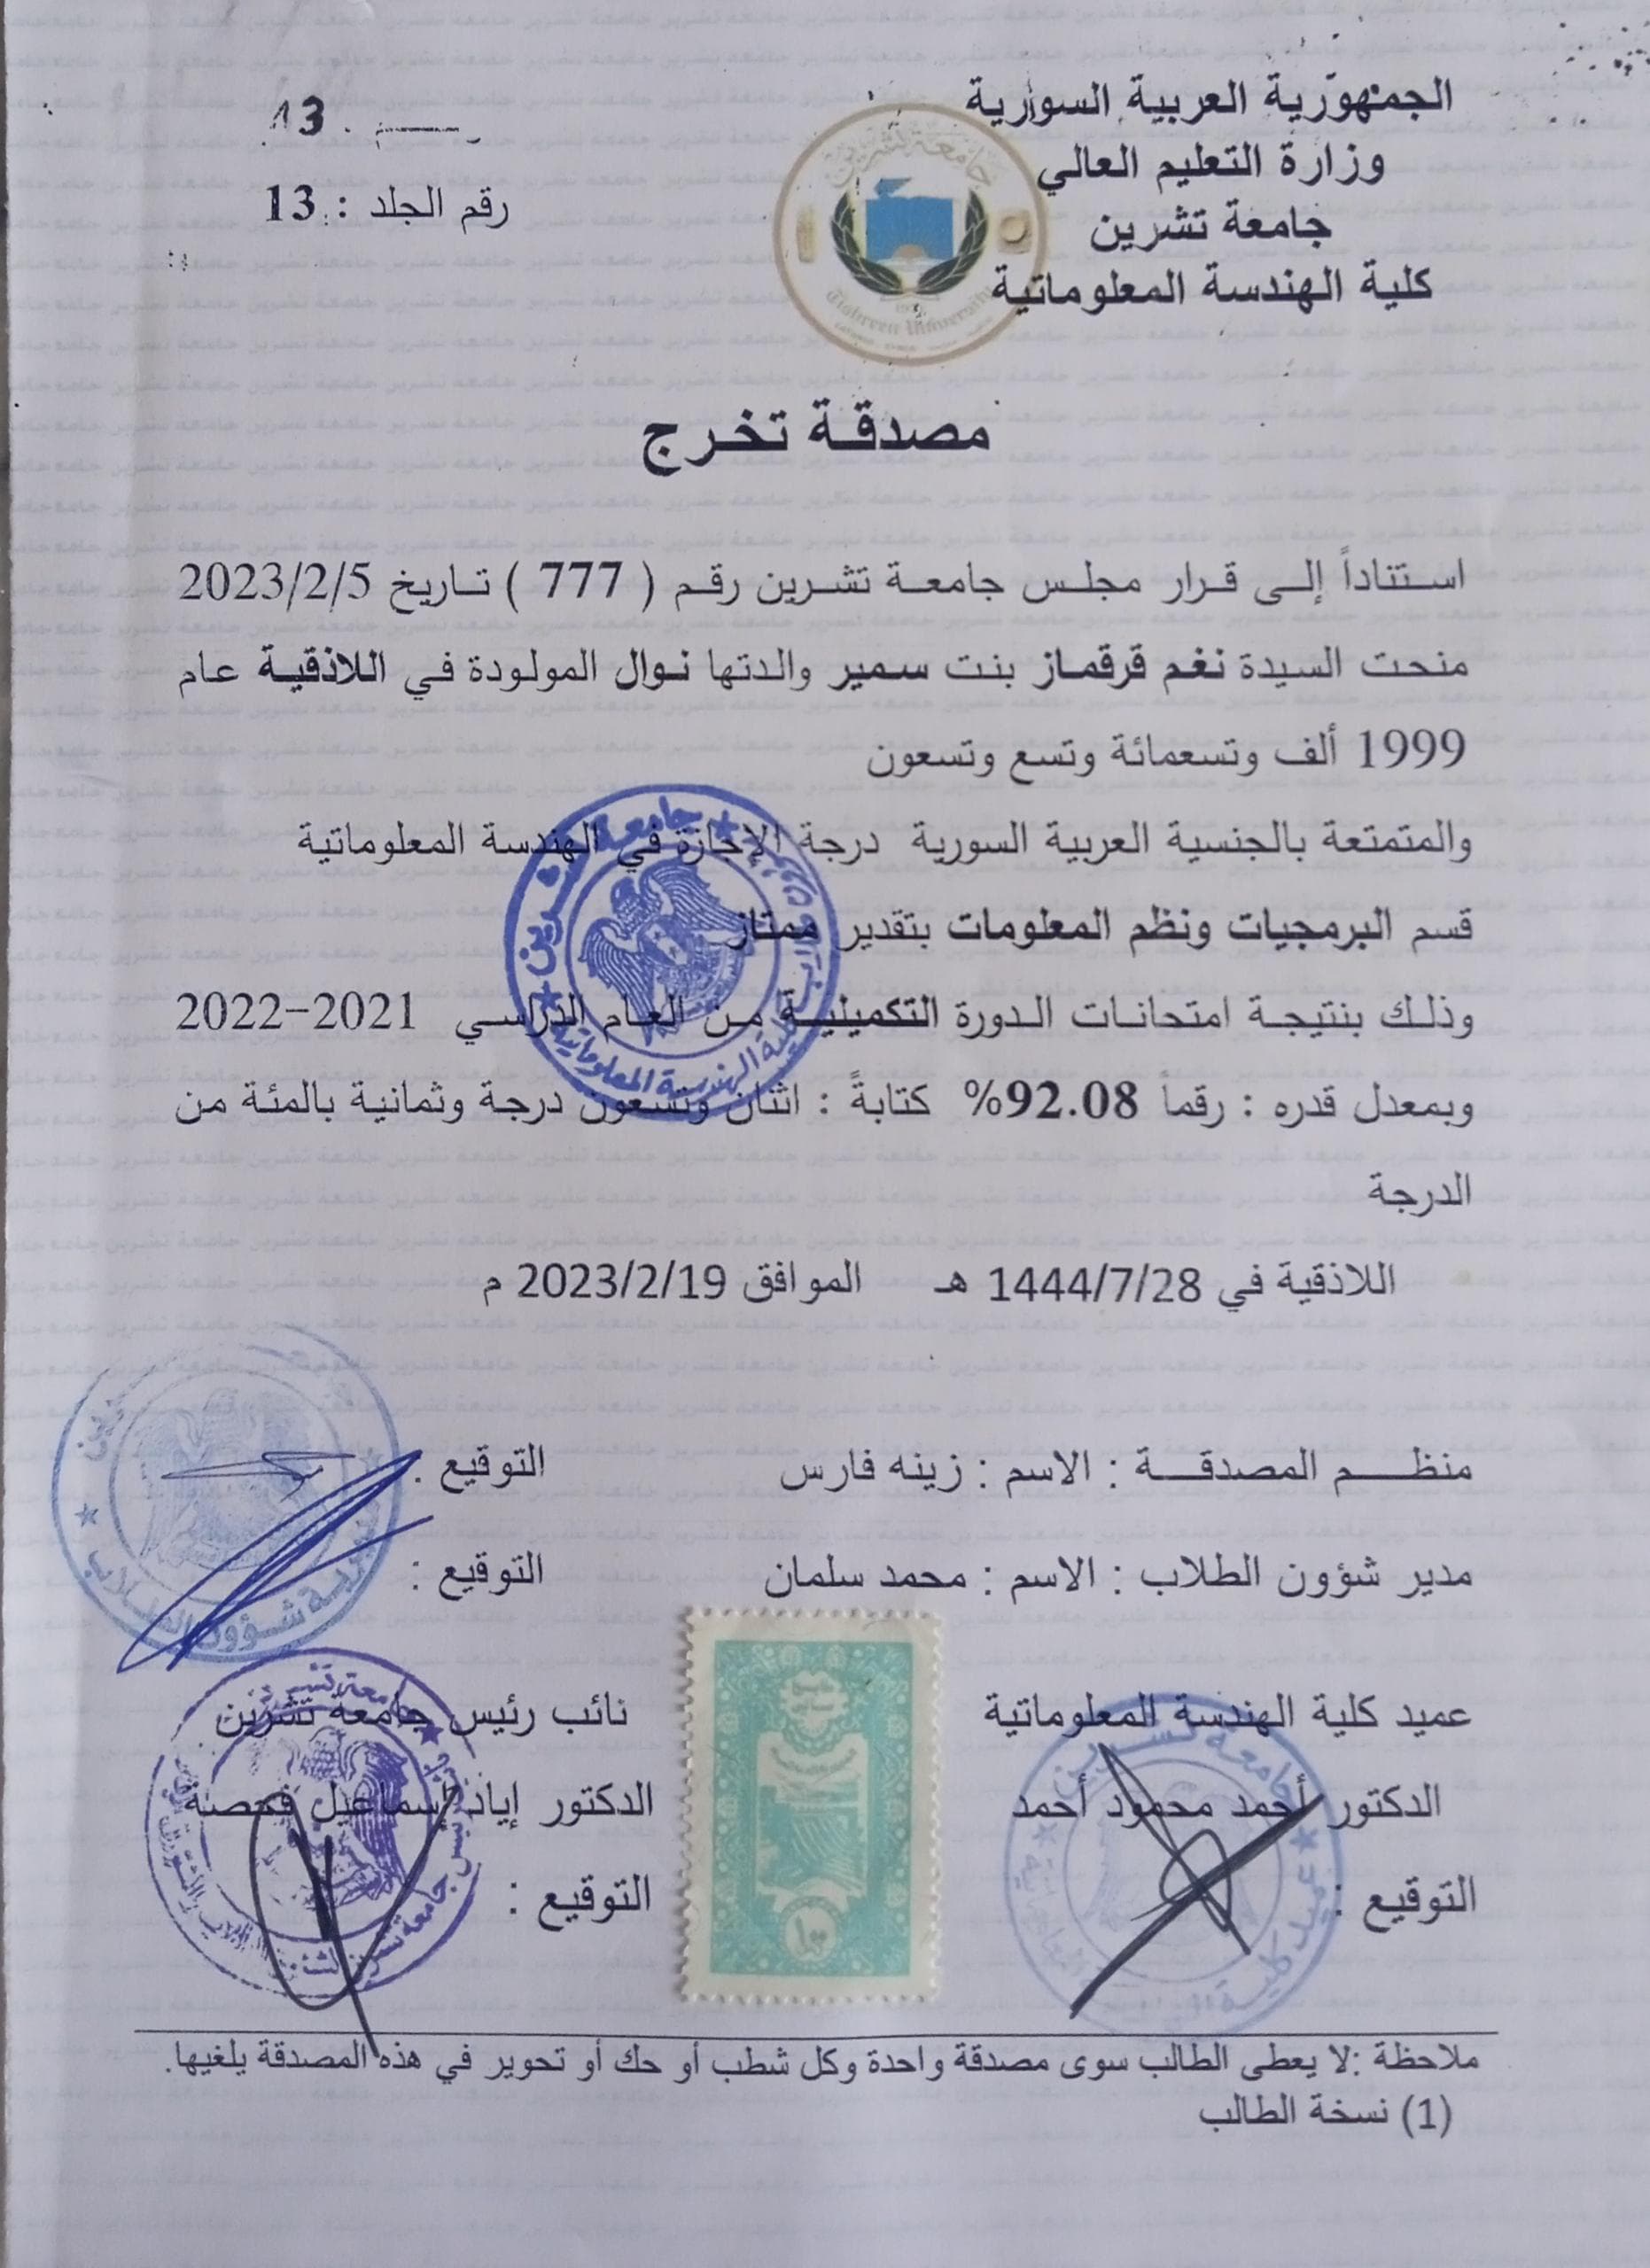 الجمهورية العربية السورية
وزارة التعليم العالي
جامعة تشرين
كلية الهندسة المعلوماتية
13
رقم الجلد : 13
جامعة تشرين
Tishreen University
مصدقة تخرج
استناداً إلى قرار مجلس جامعة تشرين رقم ( 777 ) تاريخ 2023/2/5
منحت السيدة نغم قرقماز بنت سمير والدتها نوال المولودة في اللاذقية عام
1999 ألف وتسعمائة وتسع وتسعون
والمتمتعة بالجنسية العربية السورية درجة الإجازة في الهندسة المعلوماتية
قسم البرمجيات ونظم المعلومات بتقدير ممتاز
وذلك بنتيجة امتحانات الدورة التكميلية من العام الدراسي 2021-2022
وبمعدل قدره : رقماً 92.08% كتابةً : اثنان وتسعون درجة وثمانية بالمئة من
الدرجة
اللاذقية في 1444/7/28 هـ الموافق 2023/2/19 م
منظم المصدقة : الاسم : زينه فارس التوقيع :
مدير شؤون الطلاب : الاسم : محمد سلمان التوقيع :
عميد كلية الهندسة المعلوماتية
الدكتور أحمد محمود أحمد
التوقيع :
نائب رئيس جامعة تشرين
الدكتور إياد إسماعيل فحصة
التوقيع :
١٠٠
ملاحظة :لا يعطى الطالب سوى مصدقة واحدة وكل شطب أو حك أو تحوير في هذه المصدقة يلغيها.
(1) نسخة الطالب